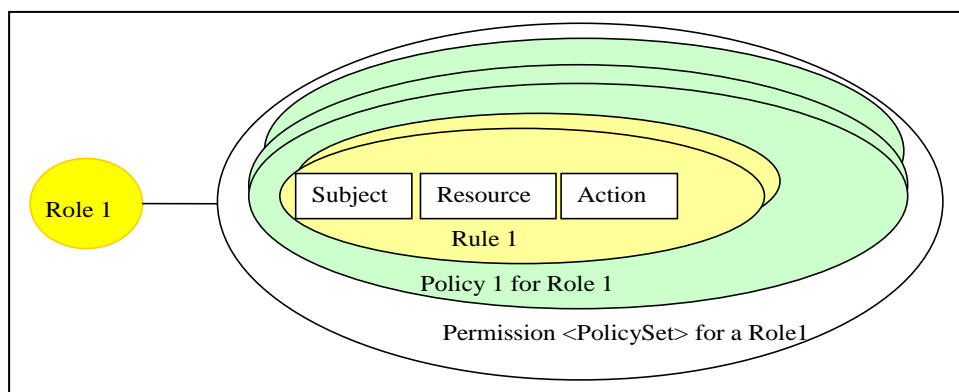 Role 1
Subject
Resource
Action
Rule 1
Policy 1 for Role 1
Permission <PolicySet> for a Role1